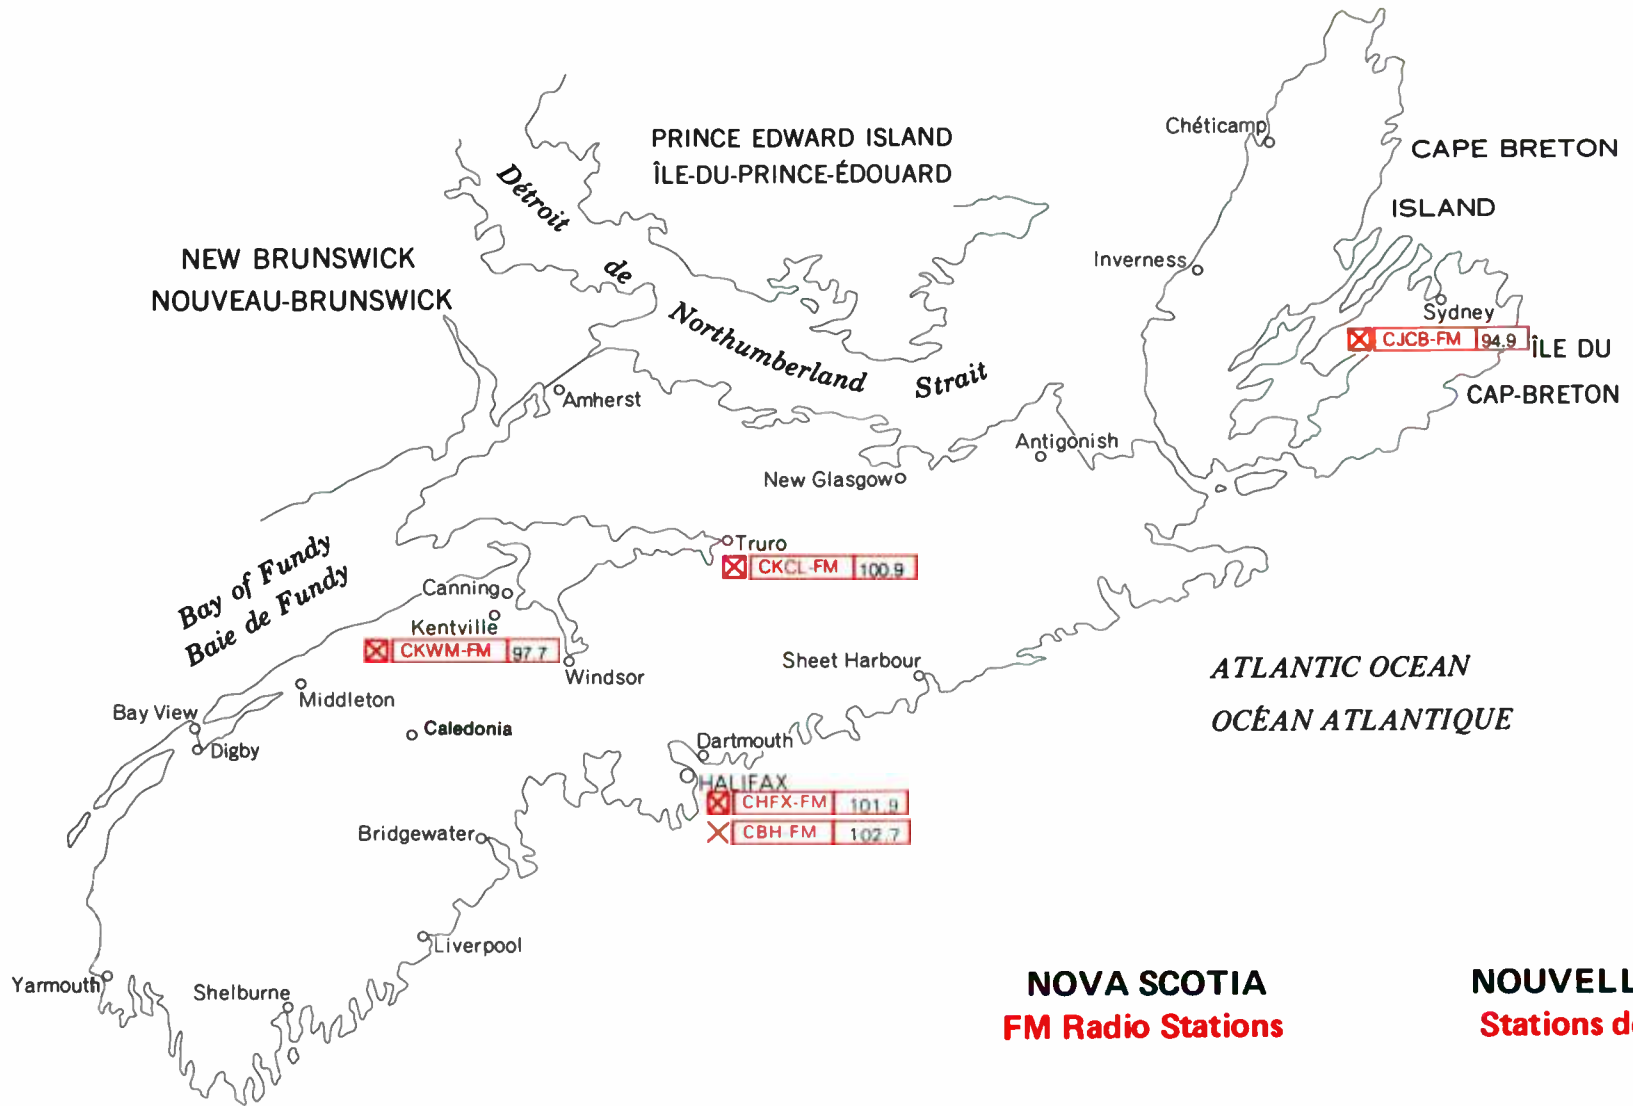 PRINCE EDWARD ISLAND
ÎLE-DU-PRINCE-ÉDOUARD
Chéticamp
CAPE BRETON
ISLAND
Détroit
de
Northumberland
Strait
NEW BRUNSWICK
NOUVEAU-BRUNSWICK
Inverness
Sydney
CJCB-FM 94.9
ÎLE DU
CAP-BRETON
Amherst
Antigonish
New Glasgow
Truro
CKCL-FM 100.9
Bay of Fundy
Baie de Fundy
Canning
Kentville
CKWM-FM 97.7
Windsor
Sheet Harbour
ATLANTIC OCEAN
OCÉAN ATLANTIQUE
Middleton
Bay View
Digby
Caledonia
Dartmouth
HALIFAX
CHFX-FM 101.9
CBH FM 102.7
Bridgewater
Liverpool
Yarmouth
Shelburne
NOVA SCOTIA
FM Radio Stations
NOUVELL
Stations d